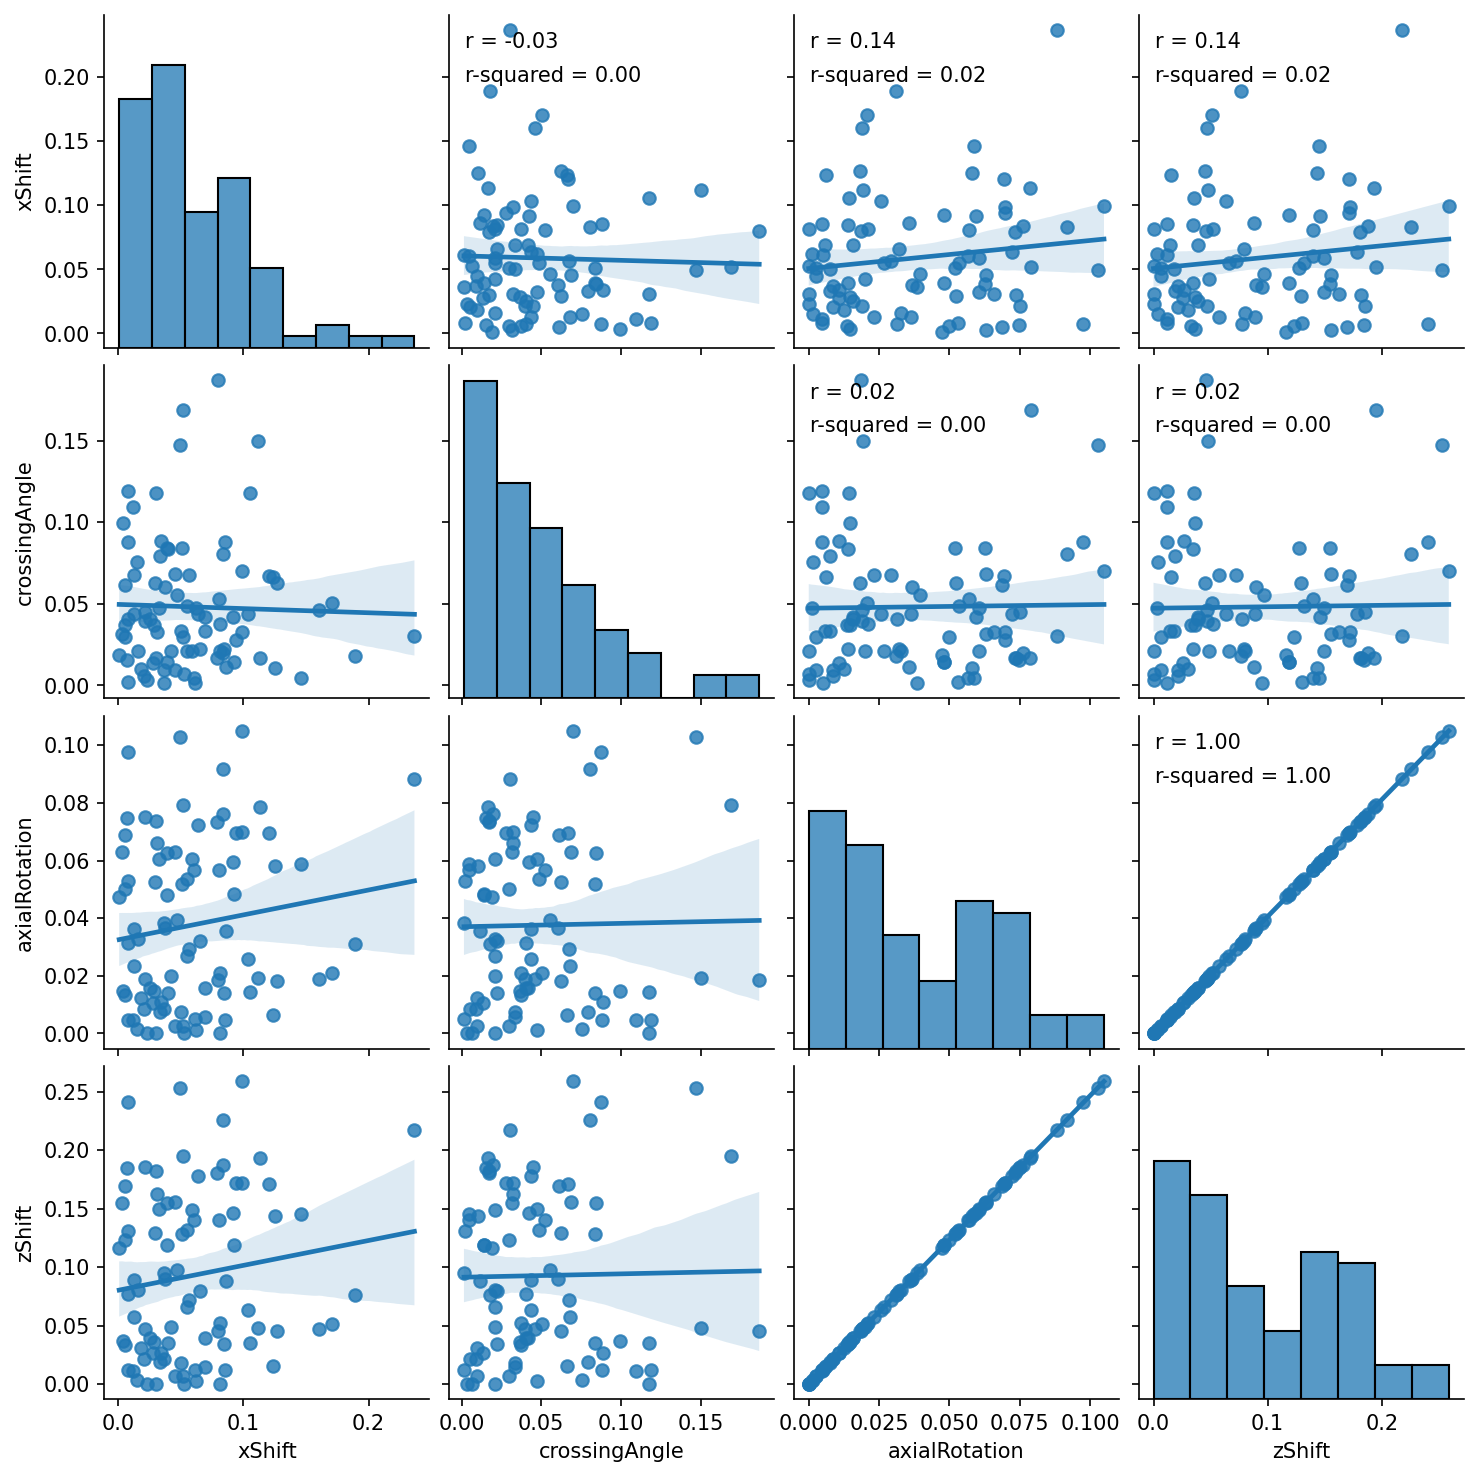 r = -0.03
r-squared = 0.00
r = 0.14
r-squared = 0.02
r = 0.14
r-squared = 0.02
0.20
0.15
0.10
0.05
0.00
xShift
r = 0.02
r-squared = 0.00
r = 0.02
r-squared = 0.00
0.15
0.10
0.05
0.00
crossingAngle
r = 1.00
r-squared = 1.00
0.10
0.08
0.06
0.04
0.02
0.00
axialRotation
0.25
0.20
0.15
0.10
0.05
0.00
zShift
0.0 0.1 0.2
xShift
0.00 0.05 0.10 0.15
crossingAngle
0.000 0.025 0.050 0.075 0.100
axialRotation
0.0 0.1 0.2
zShift